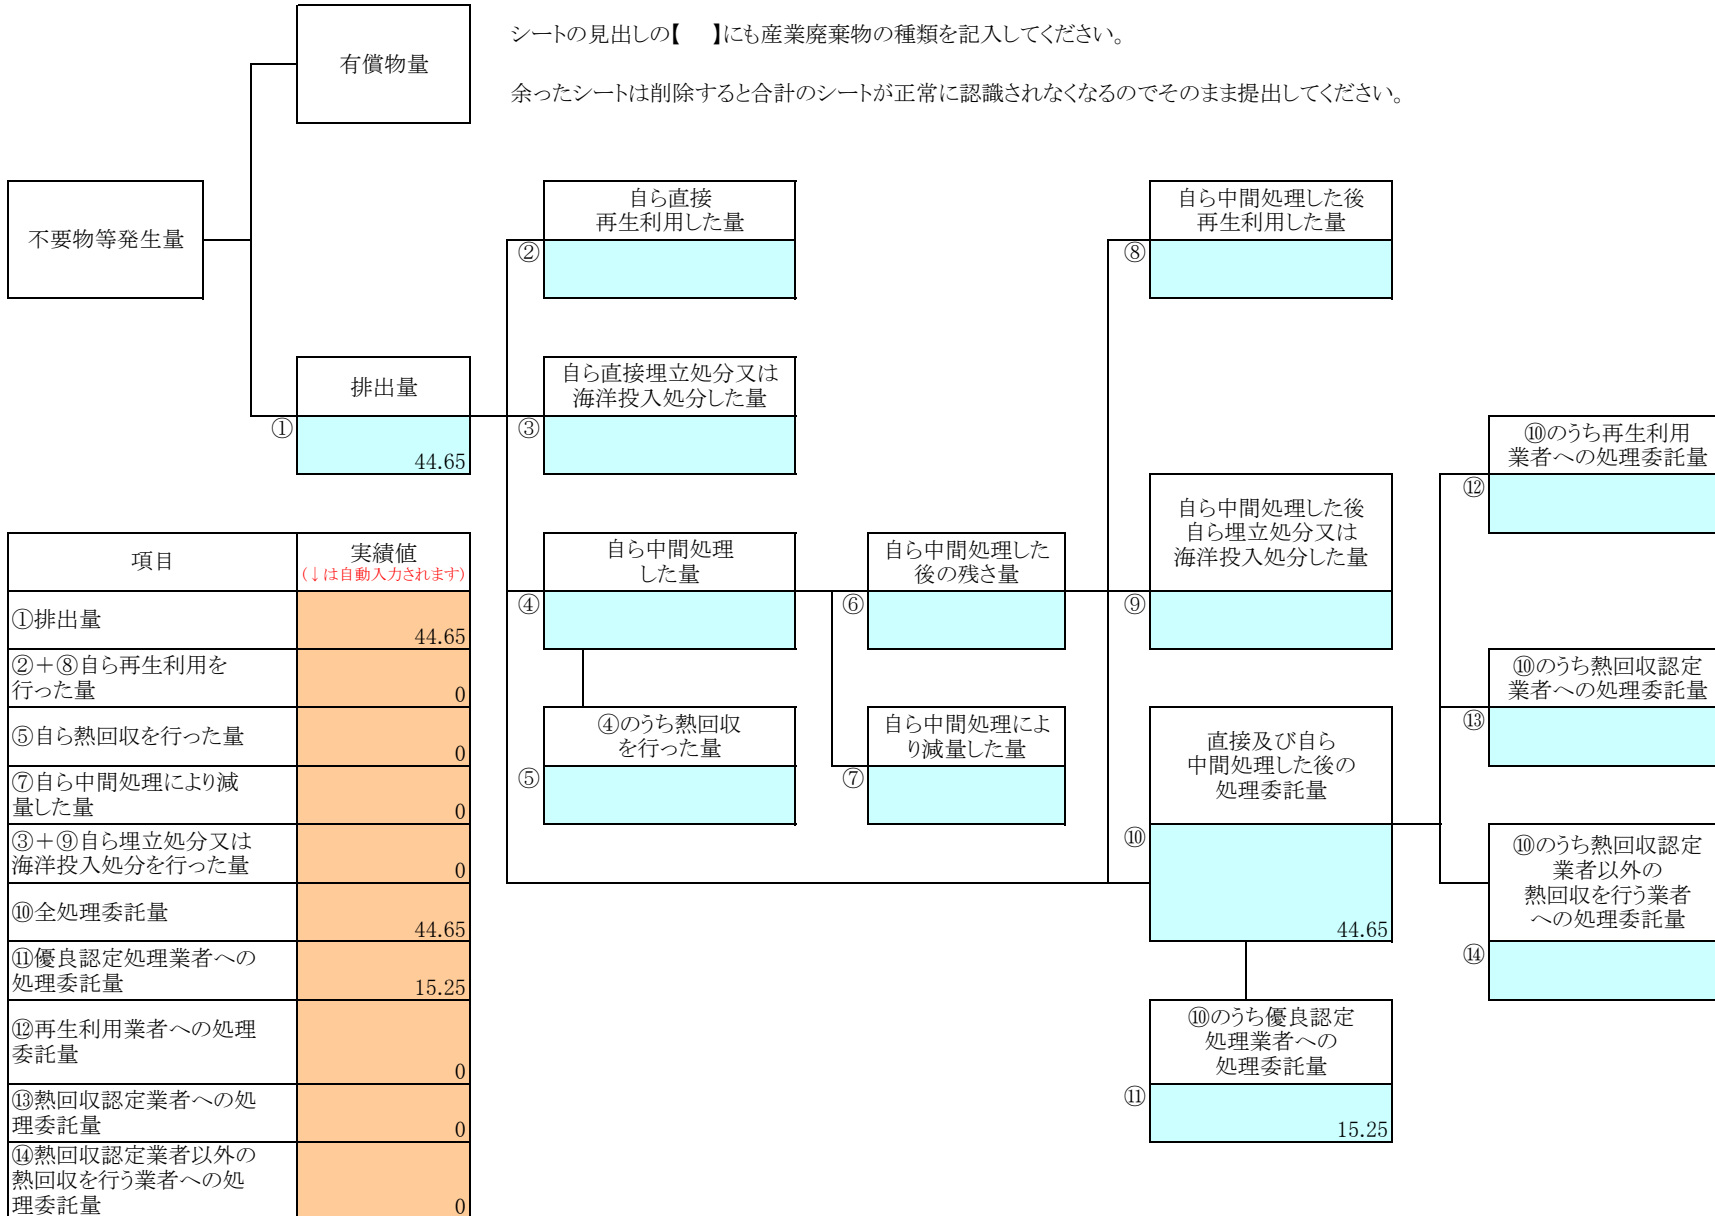 シートの見出しの【　】にも産業廃棄物の種類を記入してください。
有償物量
余ったシートは削除すると合計のシートが正常に認識されなくなるのでそのまま提出してください。
不要物等発生量
自ら直接
再生利用した量
②
自ら中間処理した後
再生利用した量
⑧
排出量
①
44.65
自ら直接埋立処分又は
海洋投入処分した量
③
⑩のうち再生利用
業者への処理委託量
⑫
自ら中間処理した後
自ら埋立処分又は
海洋投入処分した量
⑨
自ら中間処理
した量
④
自ら中間処理した
後の残さ量
⑥
⑩のうち熱回収認定
業者への処理委託量
⑬
④のうち熱回収
を行った量
⑤
自ら中間処理によ
り減量した量
⑦
直接及び自ら
中間処理した後の
処理委託量
⑩
44.65
⑩のうち熱回収認定
業者以外の
熱回収を行う業者
への処理委託量
⑭
⑩のうち優良認定
処理業者への
処理委託量
⑪
15.25
項目
実績値
(↓は自動入力されます)
①排出量
44.65
②＋⑧自ら再生利用を
行った量
0
⑤自ら熱回収を行った量
0
⑦自ら中間処理により減
量した量
0
③＋⑨自ら埋立処分又は
海洋投入処分を行った量
0
⑩全処理委託量
44.65
⑪優良認定処理業者への
処理委託量
15.25
⑫再生利用業者への処理
委託量
0
⑬熱回収認定業者への処
理委託量
0
⑭熱回収認定業者以外の
熱回収を行う業者への処
理委託量
0